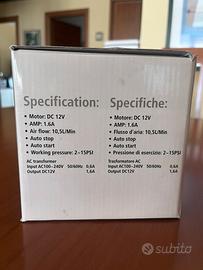 Specification:
• Motor: DC 12V
• AMP: 1.6A
• Air flow: 10,5L/Min
• Auto stop
• Auto start
• Working pressure: 2~15PSI
AC transformer
Input AC100~240V 50/60Hz 0,6A
Output DC12V 1,6A
Specifiche:
• Motor: DC 12V
• AMP: 1.6A
• Flusso d'aria: 10,5L/Min
• Auto stop
• Auto start
• Pressione di esercizio: 2~15PSI
Trasformatore AC
Input AC100~240V 50/60Hz 0,6A
Output DC12V 1,6A
subito